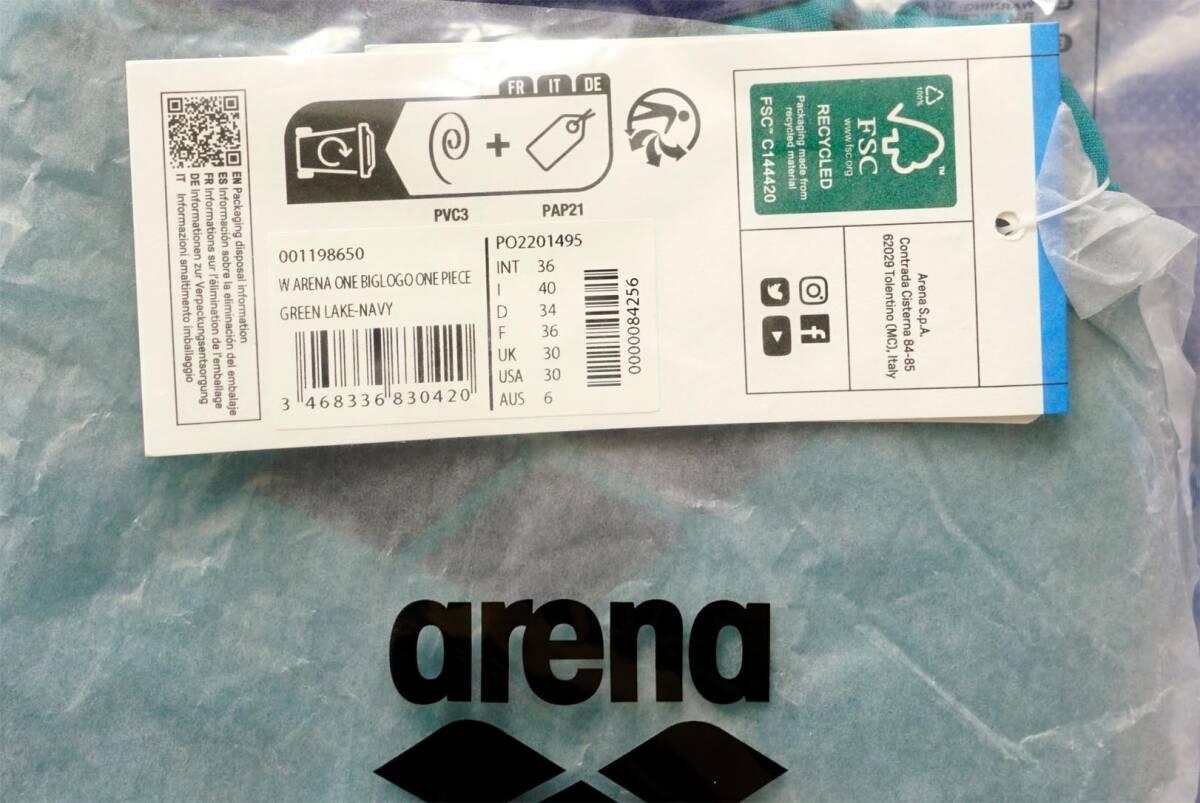 EN Packaging disposal information
ES Información sobre la eliminación del embalaje
FR Informations sur l'élimination de l'emballage
DE Informationen zur Verpackungsentsorgung
IT Informazioni smaltimento imballaggio
FR IT DE
+
PVC3 PAP21
001198650
W ARENA ONE BIGLOGO ONE PIECE
GREEN LAKE-NAVY
3 468336 830420
PO2201495
INT 36
I 40
D 34
F 36
UK 30
USA 30
AUS 6
000000084256
100%
FSC
www.fsc.org
RECYCLED
Packaging made from
recycled material
FSC™ C144420
Arena S.p.A.
Contrada Cisterna 84-85
62029 Tolentino (MC), Italy
arena